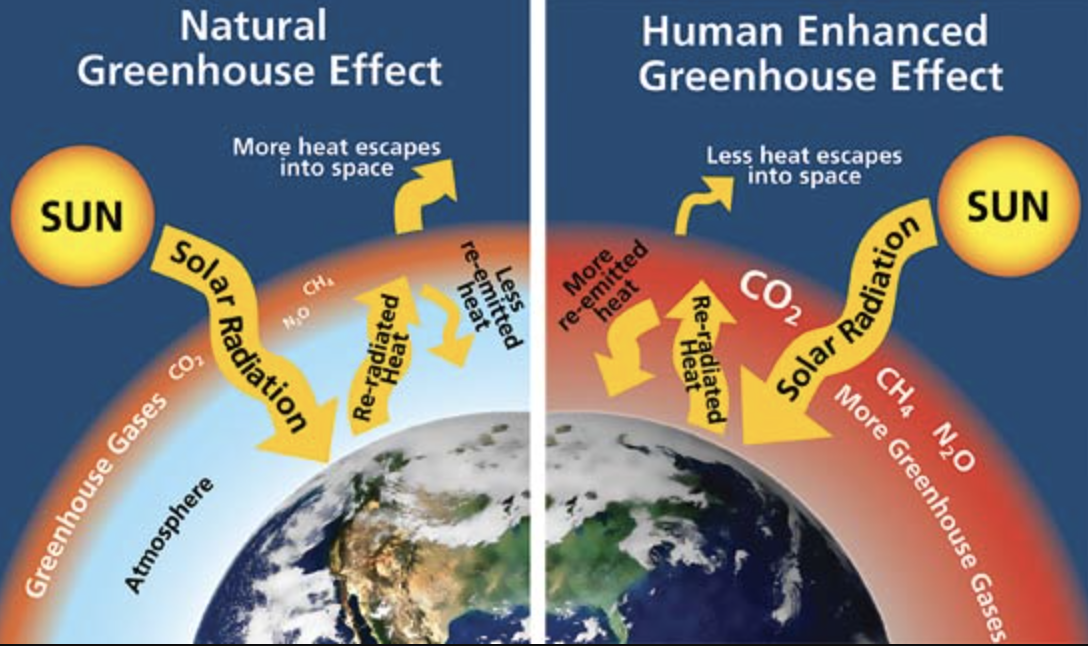 Natural
Greenhouse Effect
More heat escapes
into space
SUN
Solar Radiation
Re-radiated
Heat
Less
re-emitted
heat
CH₄
N₂O
CO₂
Greenhouse Gases
Atmosphere
Human Enhanced
Greenhouse Effect
Less heat escapes
into space
SUN
Solar Radiation
More
re-emitted
heat
Re-radiated
Heat
CO₂
CH₄
N₂O
More Greenhouse Gases